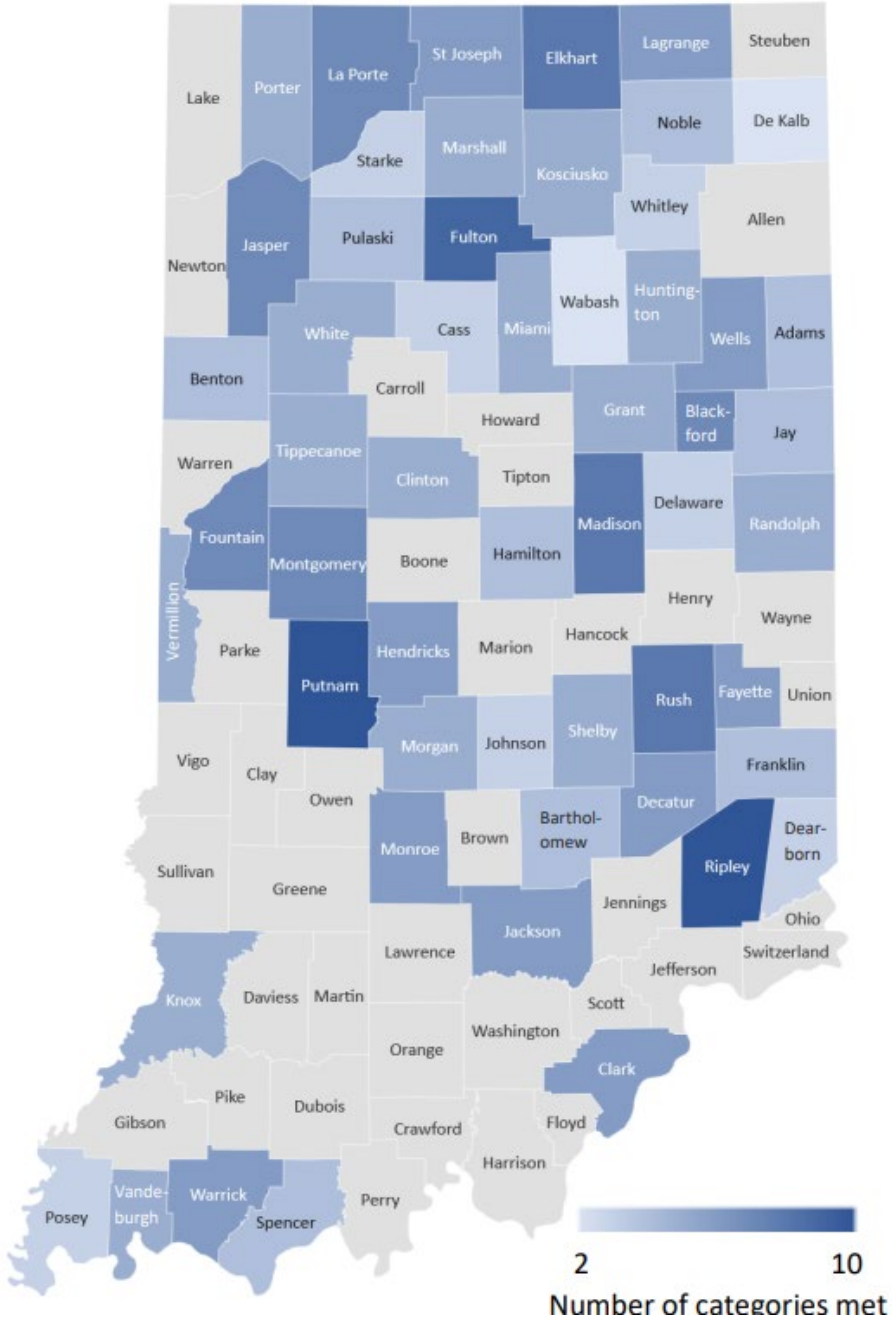 Steuben
Lagrange
St Joseph
Elkhart
La Porte
Porter
Lake
Noble
De Kalb
Marshall
Starke
Kosciusko
Whitley
Allen
Fulton
Pulaski
Jasper
Newton
Wabash
Hunting-
ton
White
Cass
Miami
Wells
Adams
Benton
Carroll
Howard
Grant
Black-
ford
Jay
Tippecanoe
Warren
Clinton
Tipton
Delaware
Randolph
Fountain
Madison
Hamilton
Boone
Montgomery
Vermillion
Henry
Wayne
Hancock
Marion
Hendricks
Parke
Putnam
Rush
Fayette
Union
Morgan
Johnson
Shelby
Vigo
Clay
Franklin
Owen
Decatur
Barthol-
omew
Brown
Monroe
Dear-
born
Ripley
Sullivan
Greene
Jennings
Ohio
Jackson
Lawrence
Switzerland
Jefferson
Knox
Daviess
Martin
Scott
Washington
Orange
Clark
Pike
Dubois
Gibson
Crawford
Floyd
Harrison
Perry
Warrick
Vande-
burgh
Posey
Spencer
2 10
Number of categories met